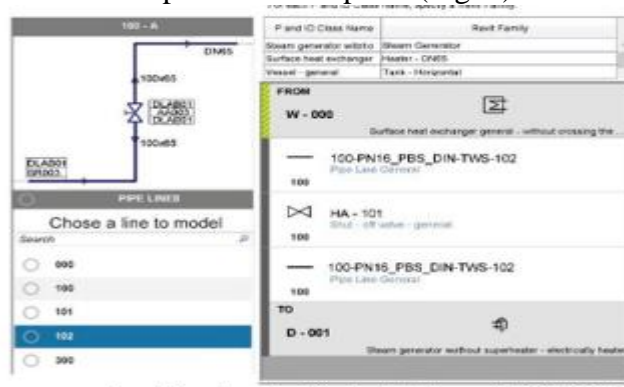 100 - A
DN65
100x65
DLAB01
AA003
DLAB01
100x65
DLAB01
BR003
PIPE LINES
Chose a line to model
Search
000
100
101
102
300
P and ID Class Name Revit Family
Steam generator Steam Generator
Surface heat exchanger Heater - DN65
Vessel - general Tank - Horizontal
FROM
W - 000
Surface heat exchanger general - without crossing the ...
100-PN16_PBS_DIN-TWS-102
Pipe Line General
100
HA - 101
Shut - off valve - general
100
100-PN16_PBS_DIN-TWS-102
Pipe Line General
100
TO
D - 001
Steam generator without superheater - electrically heate